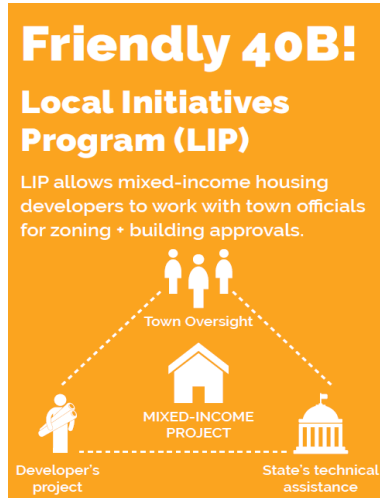 Friendly 40B!
Local Initiatives
Program (LIP)
LIP allows mixed-income housing
developers to work with town officials
for zoning + building approvals.
Town Oversight
MIXED-INCOME
PROJECT
Developer's
project
State's technical
assistance